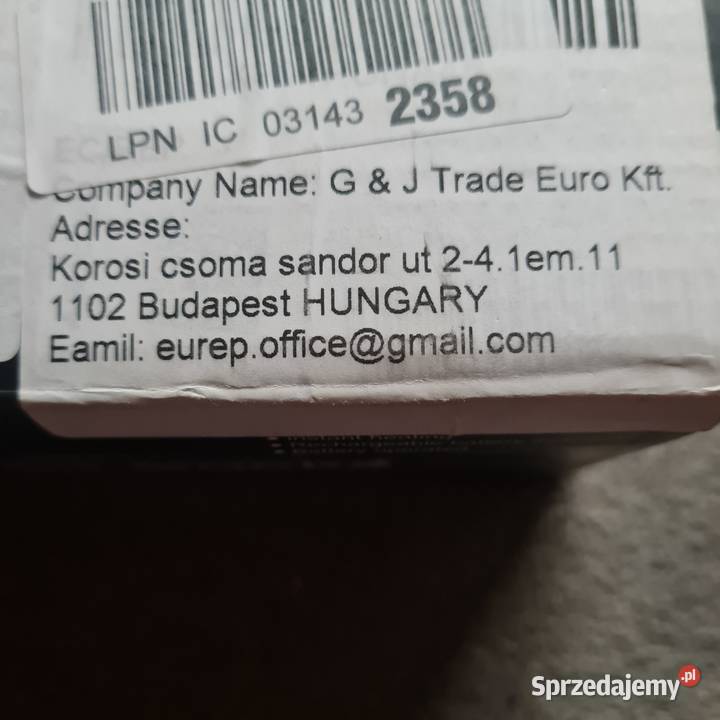 LPN IC 03143 2358
Company Name: G & J Trade Euro Kft.
Adresse:
Korosi csoma sandor ut 2-4.1em.11
1102 Budapest HUNGARY
Eamil: eurep.office@gmail.com
Sprzedajemy.pl